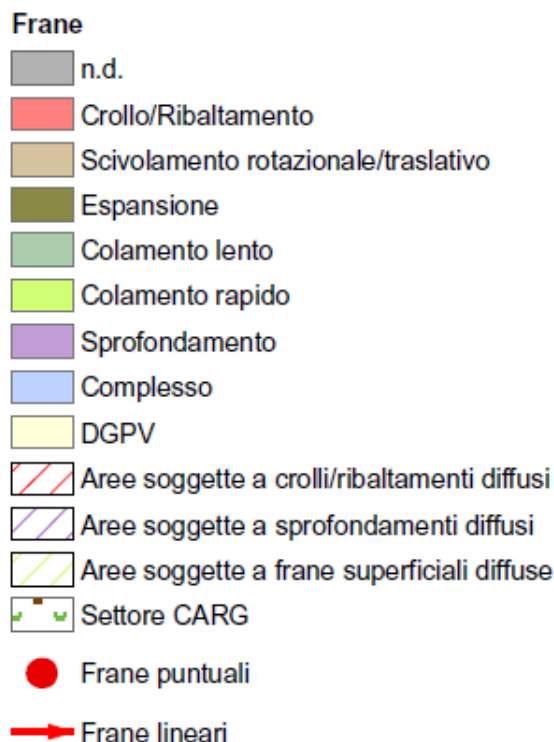 Frane
n.d.
Crollo/Ribaltamento
Scivolamento rotazionale/traslativo
Espansione
Colamento lento
Colamento rapido
Sprofondamento
Complesso
DGPV
Aree soggette a crolli/ribaltamenti diffusi
Aree soggette a sprofondamenti diffusi
Aree soggette a frane superficiali diffuse
Settore CARG
Frane puntuali
Frane lineari